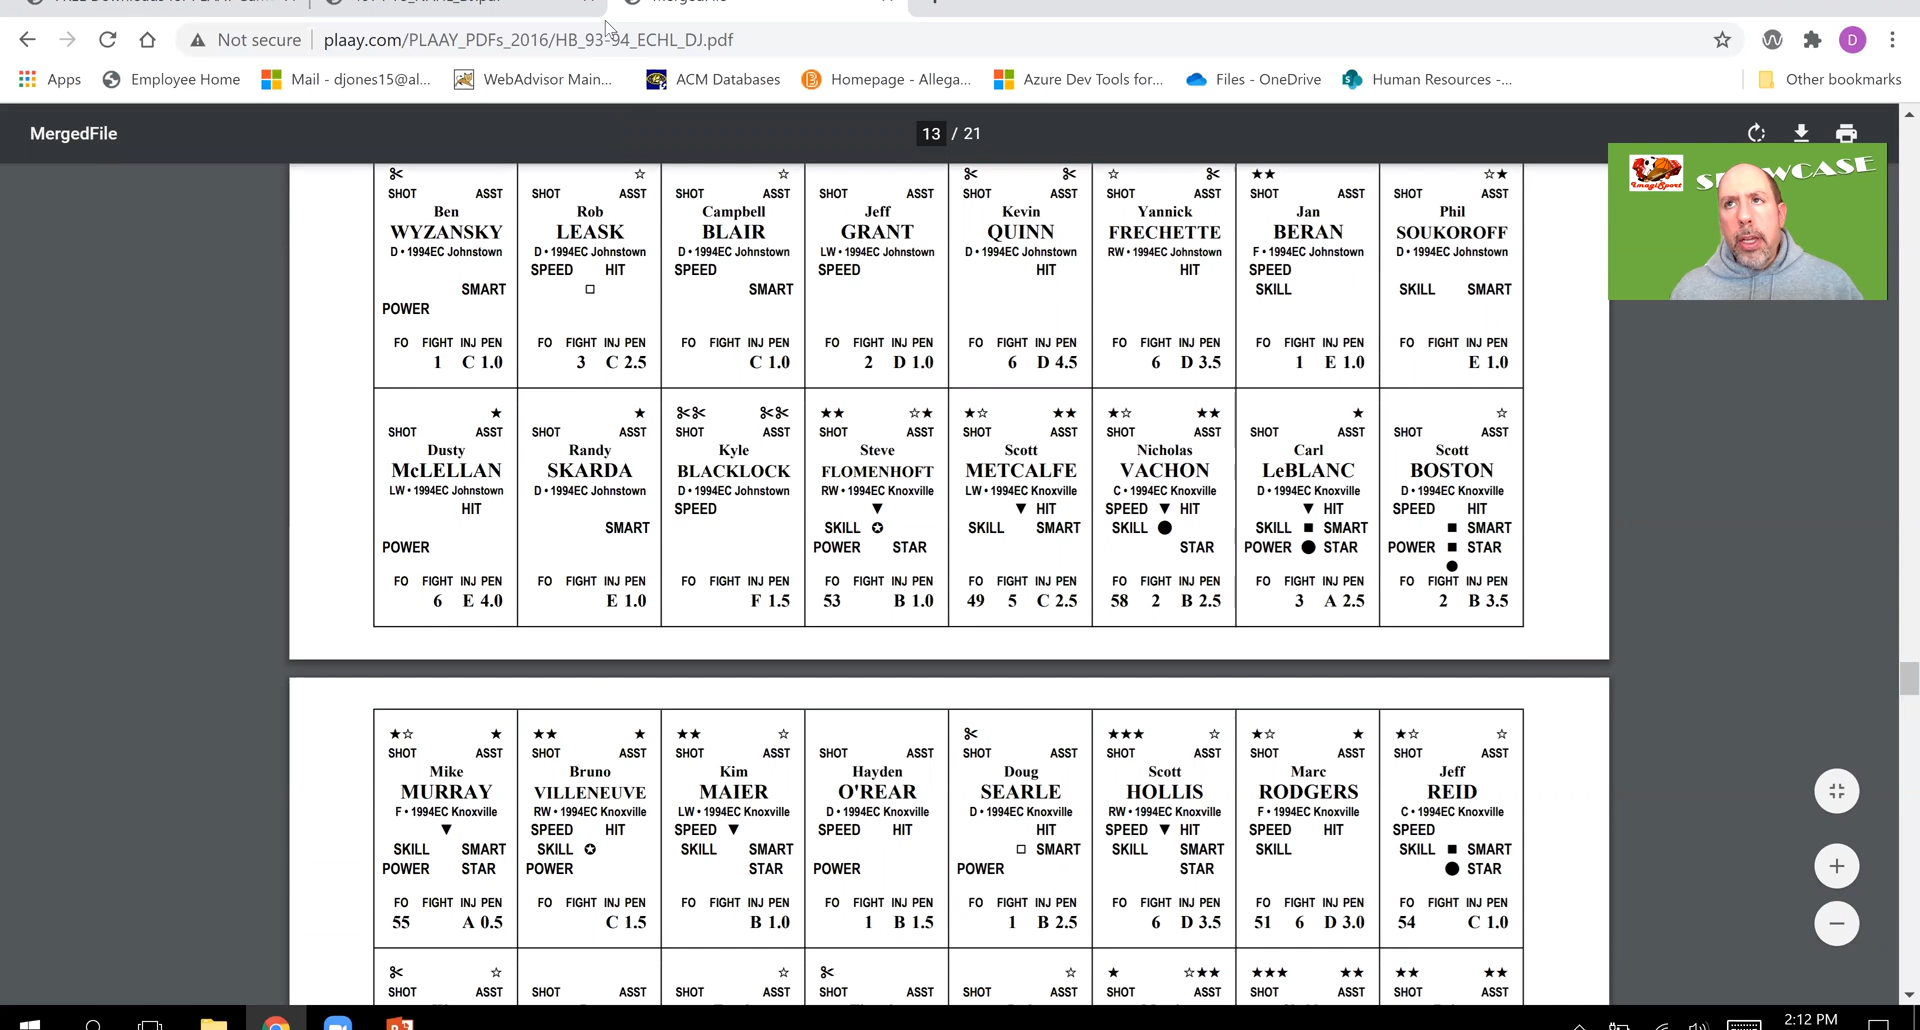 MergedFile
Not secure | plaay.com/PLAAY_PDFs_2016/HB_93-94_ECHL_DJ.pdf D
Apps Employee Home Mail - djones15@al... WebAdvisor Main... ACM Databases Homepage - Allega... Azure Dev Tools for... Files - OneDrive Human Resources -... Other bookmarks
MergedFile 13 / 21
ImagiSport SHOWCASE
✂ ☆ ☆ ✂ ✂ ☆ ✂ ★★ ☆★
SHOT ASST SHOT ASST SHOT ASST SHOT ASST SHOT ASST SHOT ASST SHOT ASST SHOT ASST
Ben Rob Campbell Jeff Kevin Yannick Jan Phil
WYZANSKY LEASK BLAIR GRANT QUINN FRECHETTE BERAN SOUKOROFF
D • 1994EC Johnstown D • 1994EC Johnstown D • 1994EC Johnstown LW • 1994EC Johnstown D • 1994EC Johnstown RW • 1994EC Johnstown F • 1994EC Johnstown D • 1994EC Johnstown
SPEED HIT SPEED SPEED HIT HIT SPEED
SMART □ SMART SKILL SKILL SMART
POWER
FO FIGHT INJ PEN FO FIGHT INJ PEN FO FIGHT INJ PEN FO FIGHT INJ PEN FO FIGHT INJ PEN FO FIGHT INJ PEN FO FIGHT INJ PEN FO FIGHT INJ PEN
1 C 1.0 3 C 2.5 C 1.0 2 D 1.0 6 D 4.5 6 D 3.5 1 E 1.0 E 1.0
★ ★ ✂✂ ✂✂ ★★ ☆★ ★☆ ★★ ★☆ ★★ ★ ☆
SHOT ASST SHOT ASST SHOT ASST SHOT ASST SHOT ASST SHOT ASST SHOT ASST SHOT ASST
Dusty Randy Kyle Steve Scott Nicholas Carl Scott
McLELLAN SKARDA BLACKLOCK FLOMENHOFT METCALFE VACHON LeBLANC BOSTON
LW • 1994EC Johnstown D • 1994EC Johnstown D • 1994EC Johnstown RW • 1994EC Knoxville LW • 1994EC Knoxville C • 1994EC Knoxville D • 1994EC Knoxville D • 1994EC Knoxville
HIT SPEED ▼ ▼ HIT SPEED ▼ HIT ▼ HIT SPEED HIT
SMART SKILL ✪ SKILL SMART SKILL ● SKILL ■ SMART ■ SMART
POWER POWER STAR STAR POWER ● STAR POWER ■ STAR
●
FO FIGHT INJ PEN FO FIGHT INJ PEN FO FIGHT INJ PEN FO FIGHT INJ PEN FO FIGHT INJ PEN FO FIGHT INJ PEN FO FIGHT INJ PEN FO FIGHT INJ PEN
6 E 4.0 E 1.0 F 1.5 53 B 1.0 49 5 C 2.5 58 2 B 2.5 3 A 2.5 2 B 3.5
★☆ ★ ★★ ★ ★★ ☆ ✂ ★★★ ☆ ★☆ ★ ★☆ ☆
SHOT ASST SHOT ASST SHOT ASST SHOT ASST SHOT ASST SHOT ASST SHOT ASST SHOT ASST
Mike Bruno Kim Hayden Doug Scott Marc Jeff
MURRAY VILLENEUVE MAIER O'REAR SEARLE HOLLIS RODGERS REID
F • 1994EC Knoxville RW • 1994EC Knoxville LW • 1994EC Knoxville D • 1994EC Knoxville D • 1994EC Knoxville RW • 1994EC Knoxville F • 1994EC Knoxville C • 1994EC Knoxville
▼ SPEED HIT SPEED ▼ SPEED HIT HIT SPEED ▼ HIT SPEED HIT SPEED
SKILL SMART SKILL ✪ SKILL SMART □ SMART SKILL SMART SKILL SKILL ■ SMART
POWER STAR POWER STAR POWER POWER STAR ● STAR
FO FIGHT INJ PEN FO FIGHT INJ PEN FO FIGHT INJ PEN FO FIGHT INJ PEN FO FIGHT INJ PEN FO FIGHT INJ PEN FO FIGHT INJ PEN FO FIGHT INJ PEN
55 A 0.5 C 1.5 B 1.0 1 B 1.5 1 B 2.5 6 D 3.5 51 6 D 3.0 54 C 1.0
✂ ☆ ☆ ✂ ☆ ★ ☆★★ ★★★ ★★ ★★ ★★
SHOT ASST SHOT ASST SHOT ASST SHOT ASST SHOT ASST SHOT ASST SHOT ASST SHOT ASST
2:12 PM